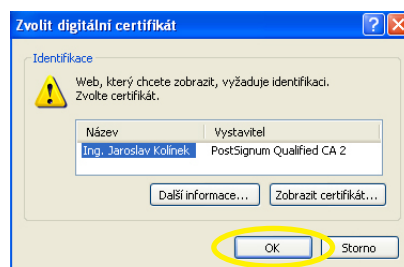 Zvolit digitální certifikát
Identifikace
Web, který chcete zobrazit, vyžaduje identifikaci.
Zvolte certifikát.
Název Vystavitel
Ing. Jaroslav Kolínek PostSignum Qualified CA 2
Další informace... Zobrazit certifikát...
OK Storno